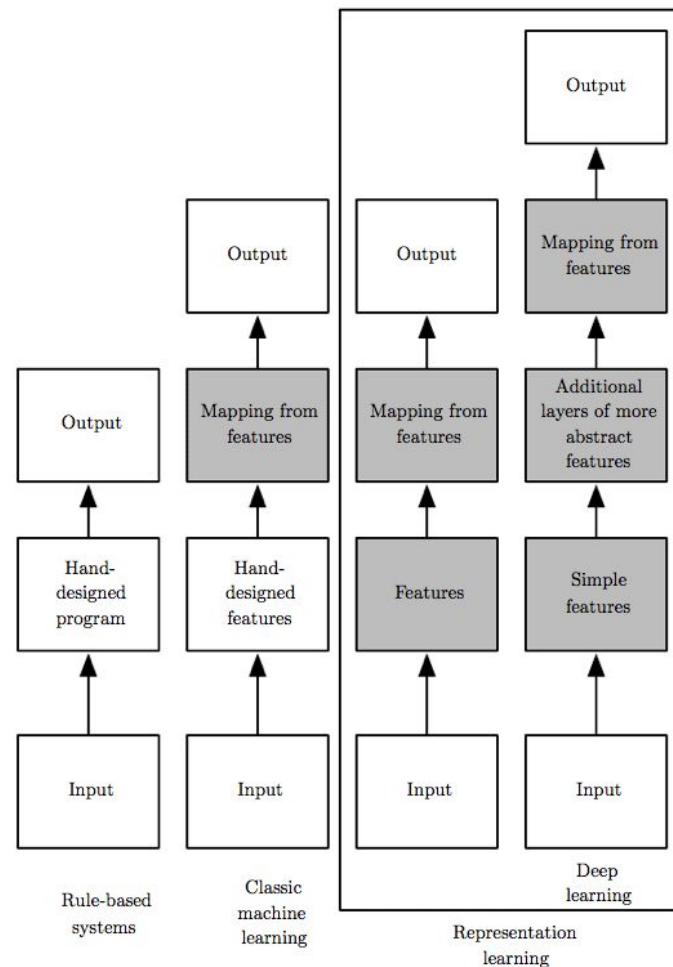 Output
Output
Output
Mapping from
features
Output
Mapping from
features
Mapping from
features
Additional
layers of more
abstract
features
Hand-
designed
program
Hand-
designed
features
Features
Simple
features
Input
Input
Input
Input
Rule-based
systems
Classic
machine
learning
Representation
learning
Deep
learning